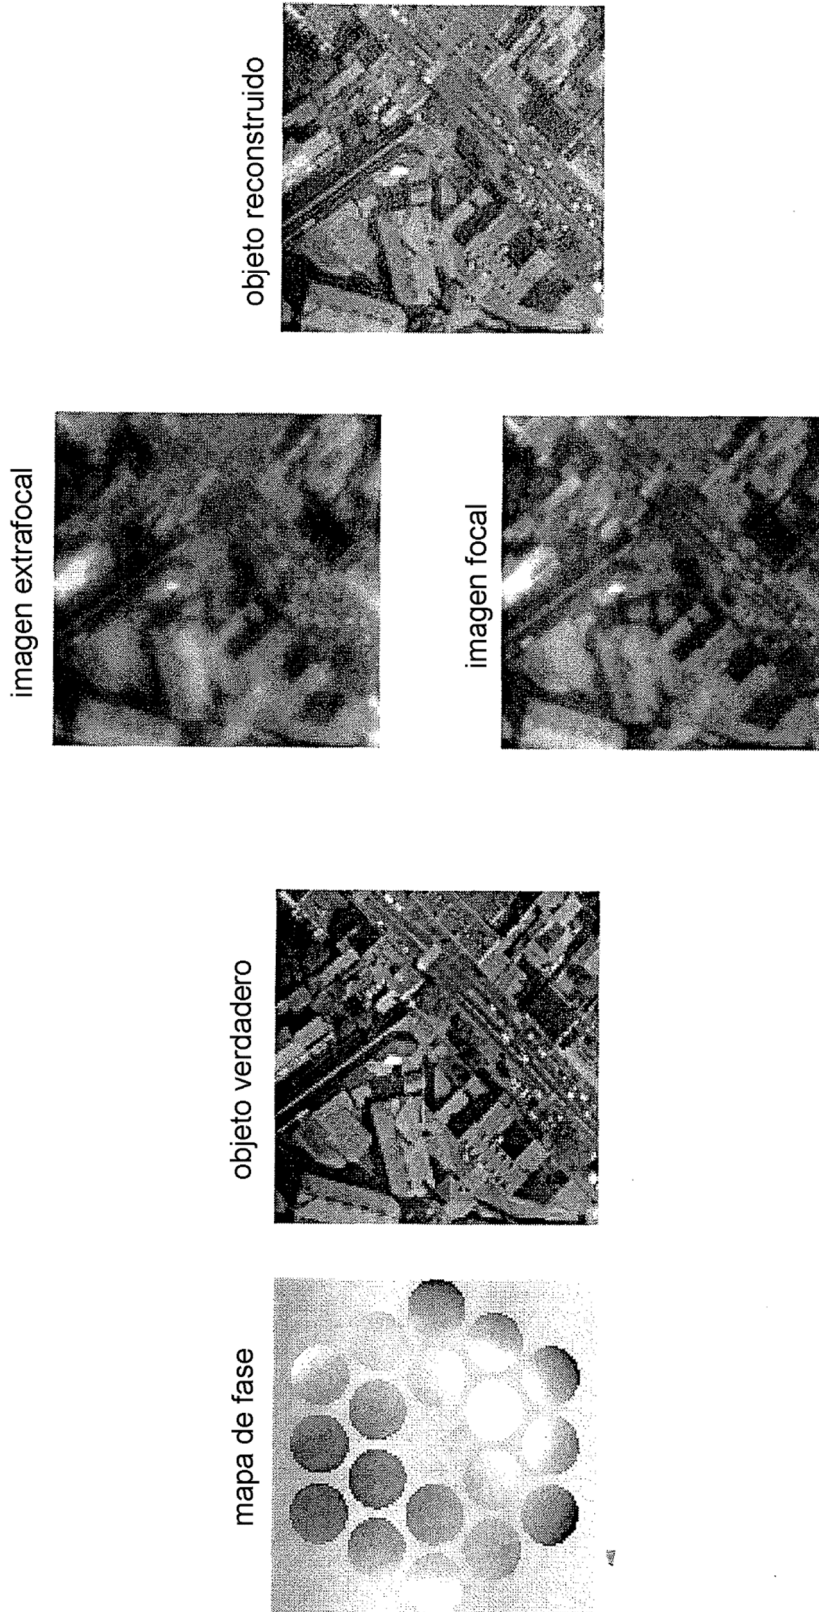 mapa de fase
objeto verdadero
imagen extrafocal
imagen focal
objeto reconstruido